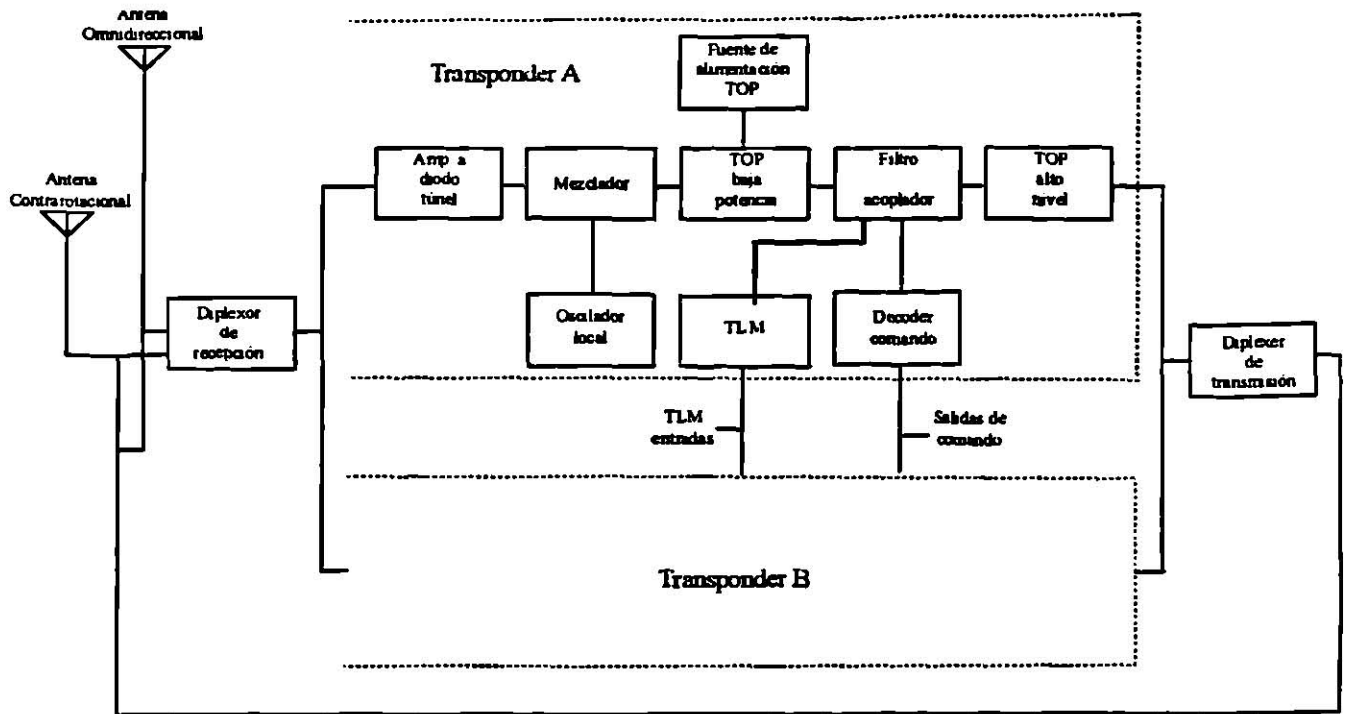 Antena
Omnidireccional
Antena
Contrarotacional
Transponder A
Fuente de
alimentación
TOP
Amp a
diodo
túnel
Mezclador
TOP
baja
potencia
Filtro
acoplador
TOP
alto
nivel
Diplexor
de
recepción
Oscilador
local
TLM
Decoder
comando
Diplexer
de
transmisión
TLM
entradas
Salidas de
comando
Transponder B